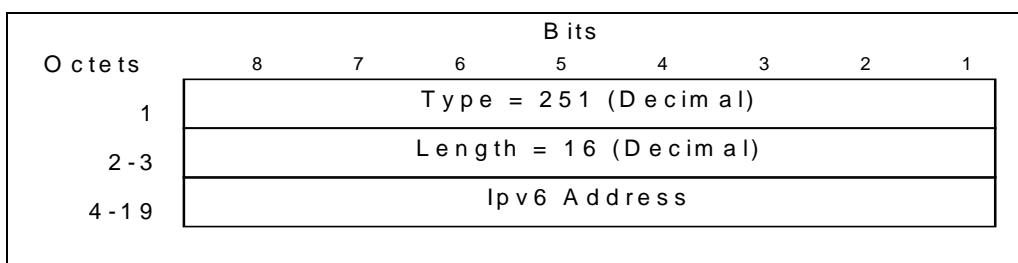 Bits
Octets 8 7 6 5 4 3 2 1
1 Type = 251 (Decimal)
2-3 Length = 16 (Decimal)
4-19 Ipv6 Address